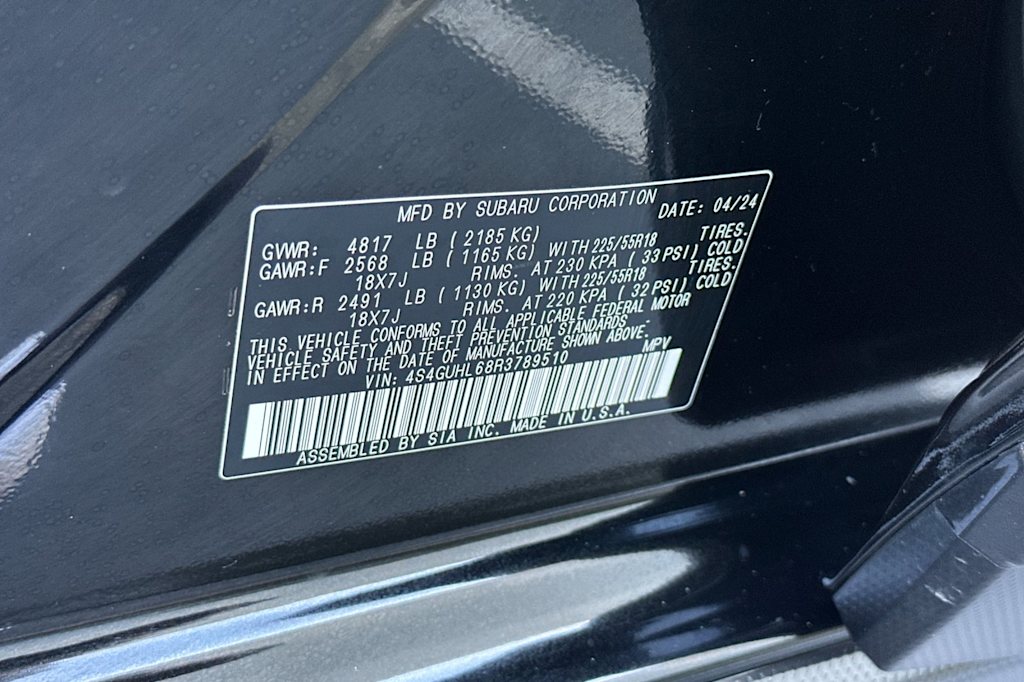 MFD BY SUBARU CORPORATION DATE: 04/24
GVWR: 4817 LB ( 2185 KG)
GAWR:F 2568 LB ( 1165 KG) WITH 225/55R18 TIRES.
18X7J RIMS. AT 230 KPA ( 33 PSI) COLD
GAWR:R 2491 LB ( 1130 KG) WITH 225/55R18 TIRES.
18X7J RIMS. AT 220 KPA ( 32 PSI) COLD
THIS VEHICLE CONFORMS TO ALL APPLICABLE FEDERAL MOTOR
VEHICLE SAFETY AND THEFT PREVENTION STANDARDS
IN EFFECT ON THE DATE OF MANUFACTURE SHOWN ABOVE.
VIN: 4S4GUHL68R3789510 MPV
ASSEMBLED BY SIA INC. MADE IN U.S.A.